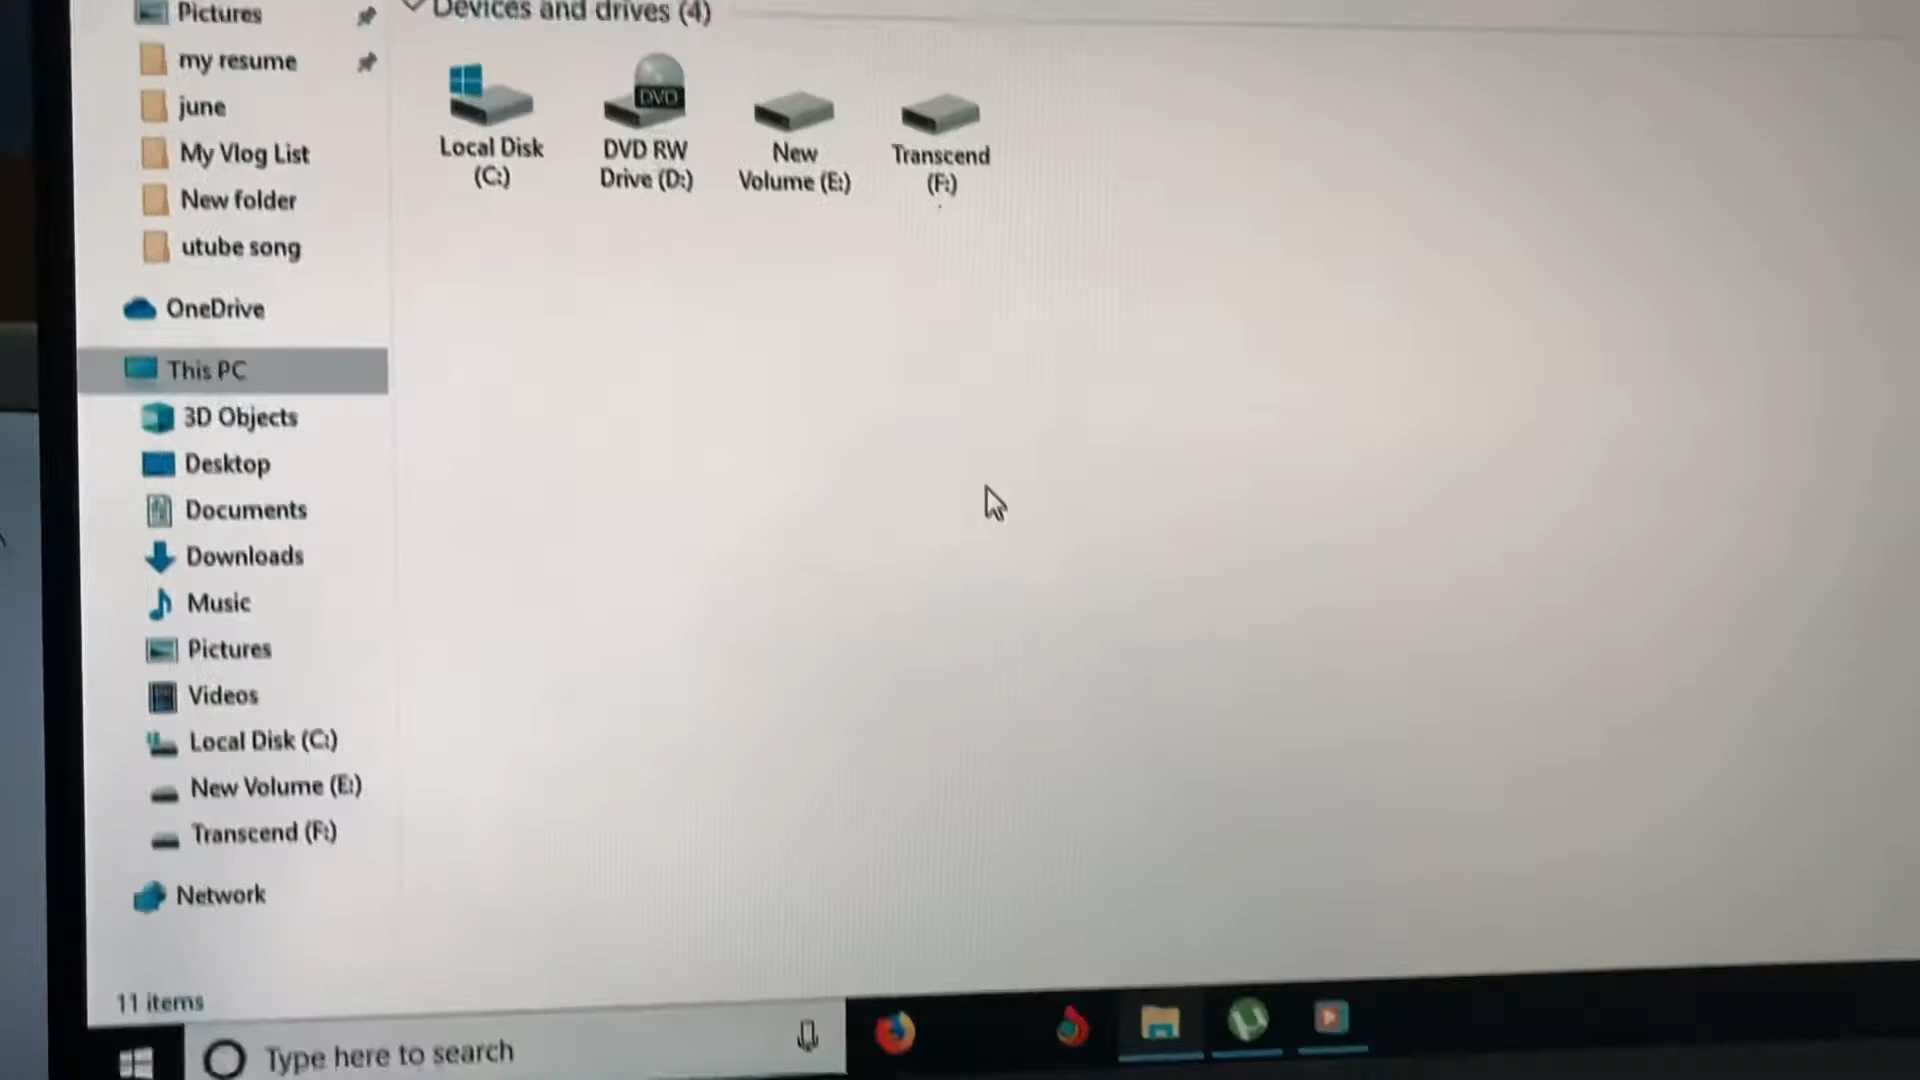 Pictures
my resume
june
My Vlog List
New folder
utube song
OneDrive
This PC
3D Objects
Desktop
Documents
Downloads
Music
Pictures
Videos
Local Disk (C:)
New Volume (E:)
Transcend (F:)
Network
11 items
Devices and drives (4)
Local Disk
(C:)
DVD
DVD RW
Drive (D:)
New
Volume (E:)
Transcend
(F:)
Type here to search